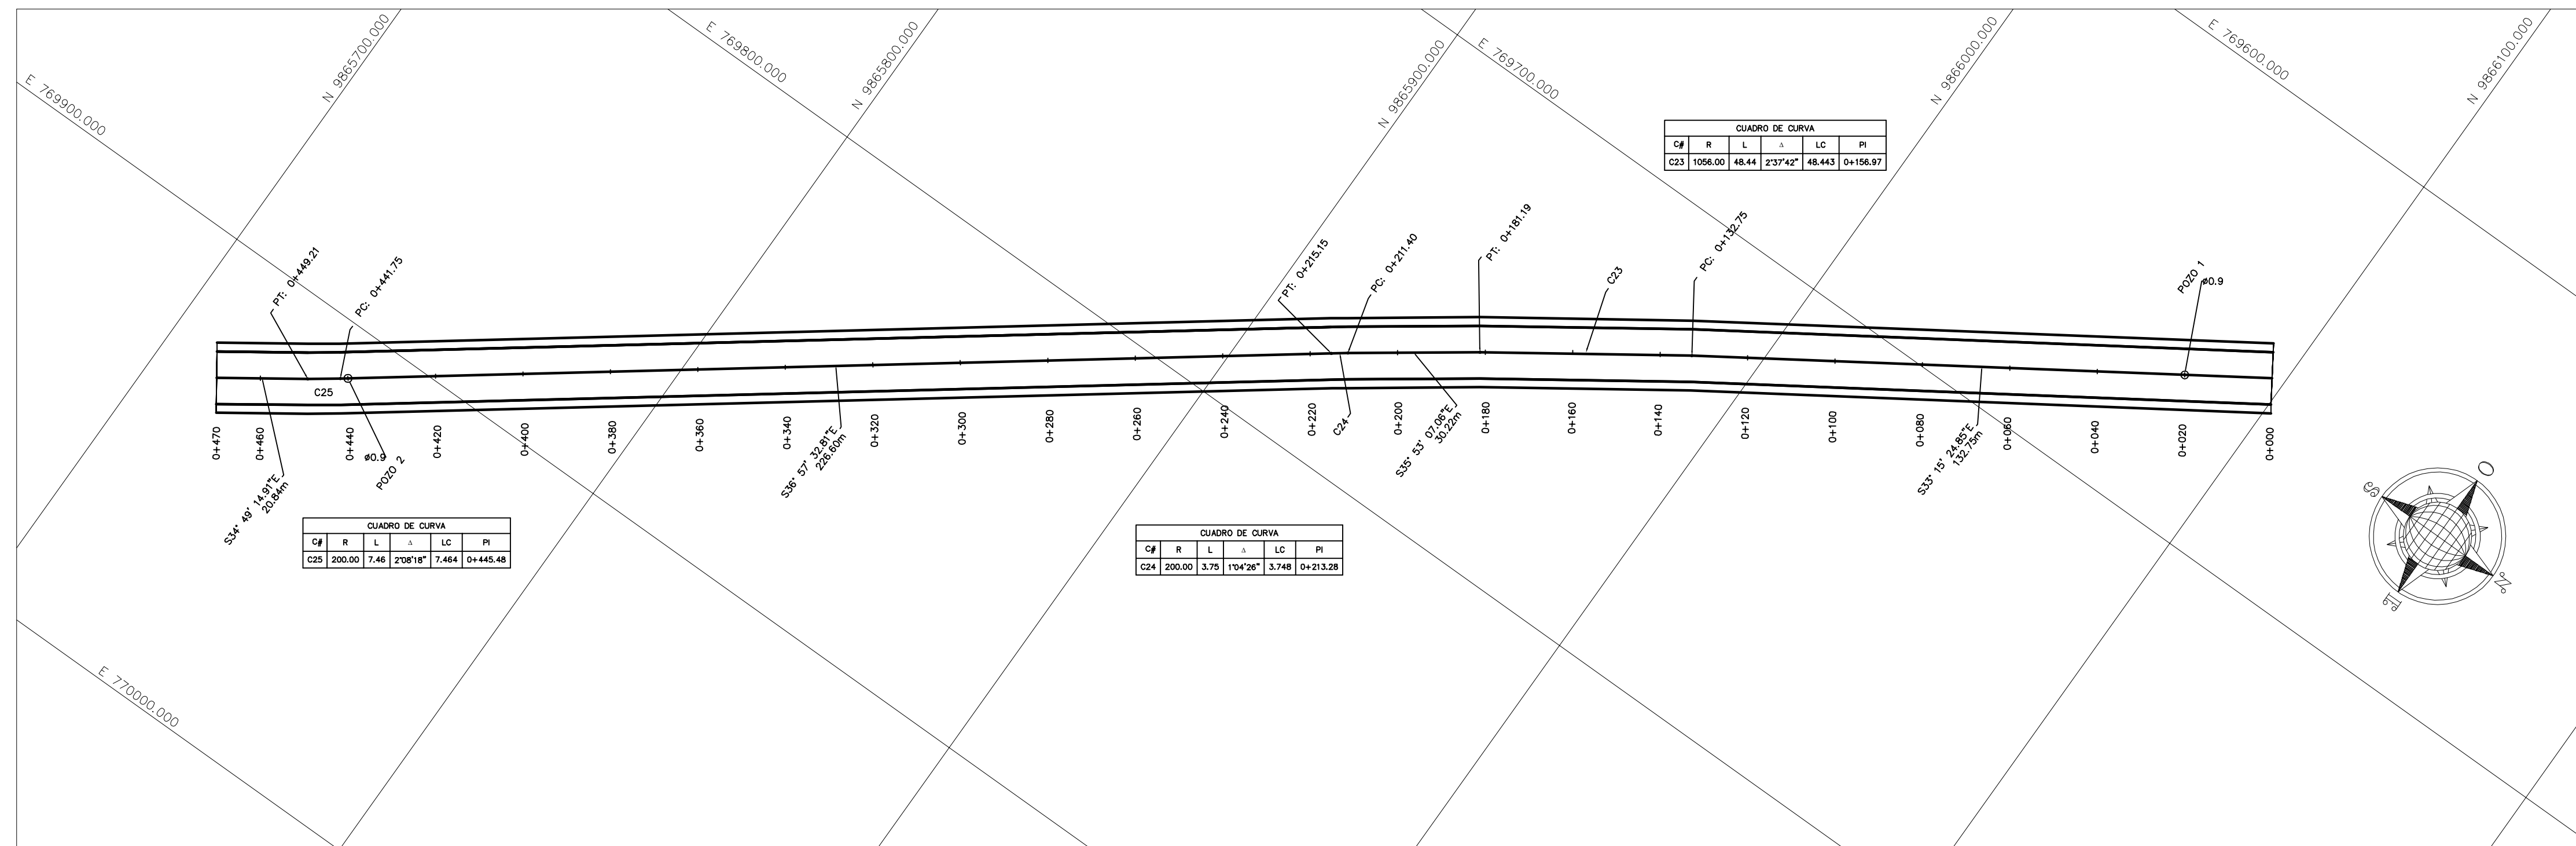 E 769900.000
N 9865700.000
E 769800.000
N 9865800.000
N 9865900.000
E 769700.000
N 9866000.000
E 769600.000
N 9866100.000
CUADRO DE CURVA
C# R L Δ LC PI
C23 1056.00 48.44 2°37'42" 48.443 0+156.97
PT: 0+449.21
PC: 0+441.75
PT: 0+215.15
PC: 0+211.40
PT: 0+181.19
C23
PC: 0+132.75
POZO 1
ø0.9
C25
0+470
0+460
0+440
0+420
0+400
0+380
0+360
0+340
0+320
0+300
0+280
0+260
0+240
0+220
0+200
0+180
0+160
0+140
0+120
0+100
0+080
0+060
0+040
0+020
0+000
S34° 49' 14.91"E
20.84m
ø0.9
POZO 2
S36° 57' 32.81"E
226.60m
C24
S35° 53' 07.06"E
30.22m
S33° 15' 24.85"E
132.75m
CUADRO DE CURVA
C# R L Δ LC PI
C25 200.00 7.46 2°08'18" 7.464 0+445.48
CUADRO DE CURVA
C# R L Δ LC PI
C24 200.00 3.75 1°04'26" 3.748 0+213.28
S
O
E
N
E 770000.000